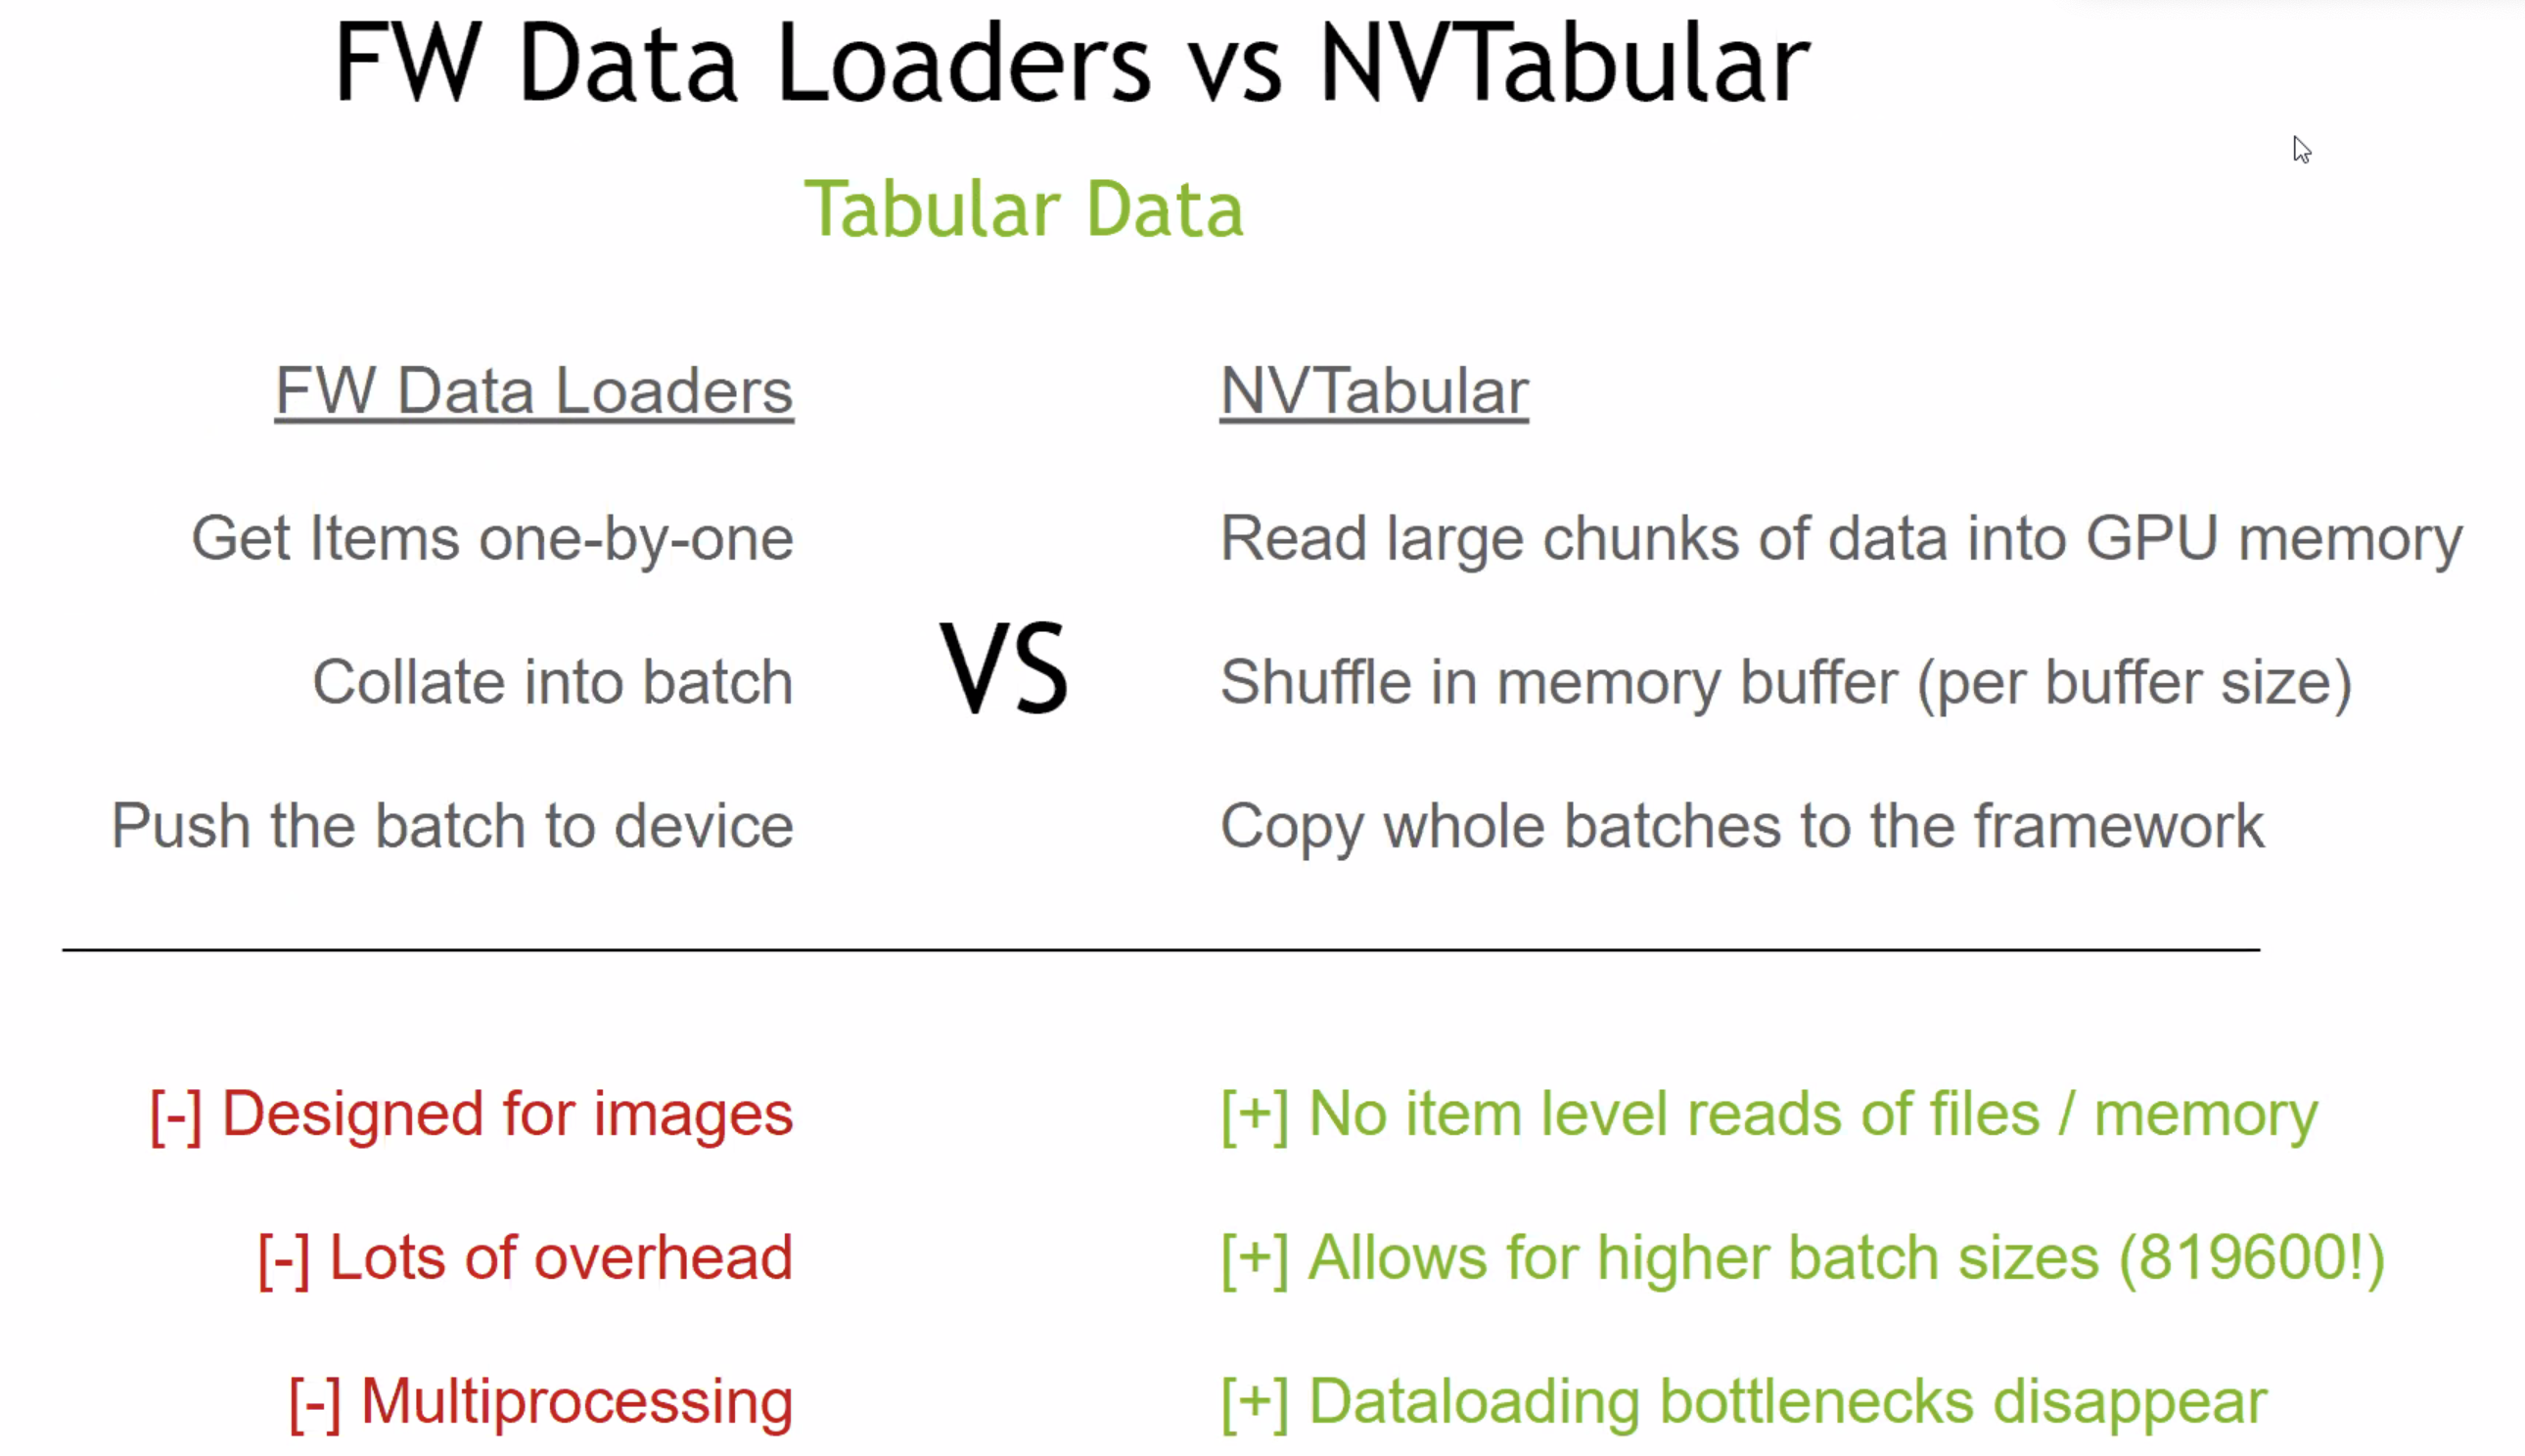 FW Data Loaders vs NVTabular
Tabular Data
FW Data Loaders
Get Items one-by-one
Collate into batch
Push the batch to device
VS
NVTabular
Read large chunks of data into GPU memory
Shuffle in memory buffer (per buffer size)
Copy whole batches to the framework
[-] Designed for images
[-] Lots of overhead
[-] Multiprocessing
[+] No item level reads of files / memory
[+] Allows for higher batch sizes (819600!)
[+] Dataloading bottlenecks disappear